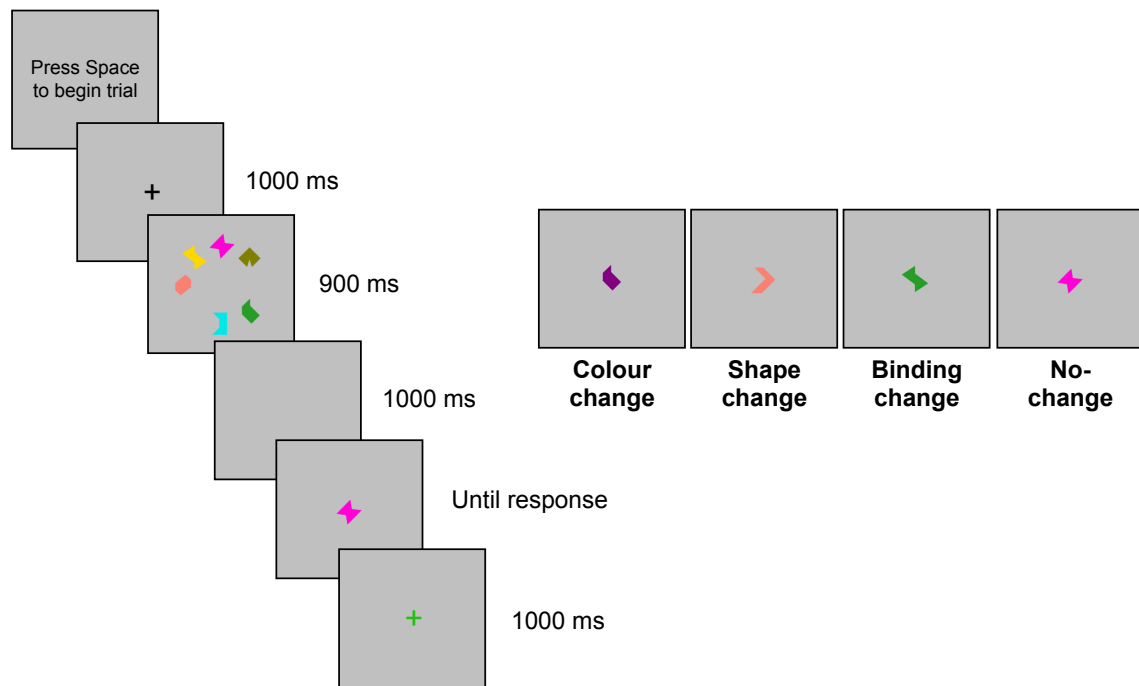 Press Space
to begin trial
1000 ms
900 ms
1000 ms
Until response
1000 ms
Colour
change
Shape
change
Binding
change
No-
change